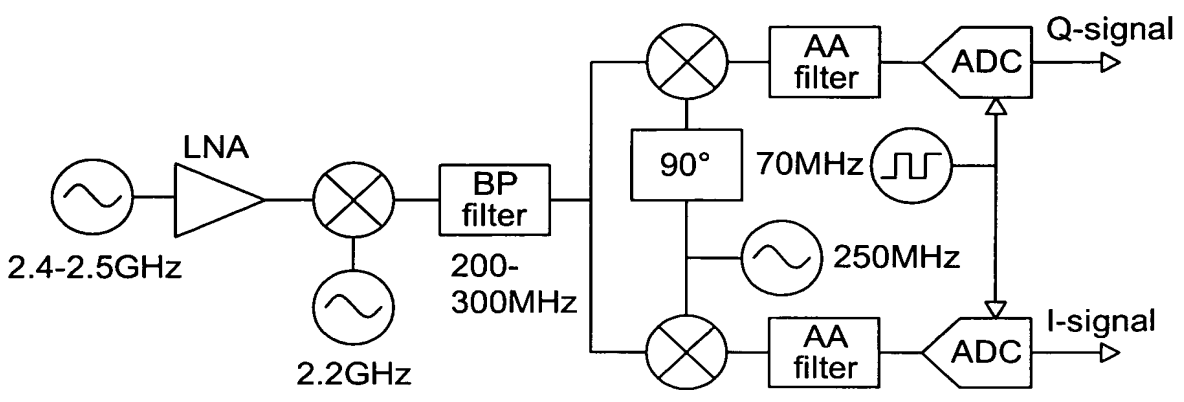 Q-signal
AA
filter
ADC
LNA
90°
70MHz
BP
filter
2.4-2.5GHz
200-
300MHz
250MHz
2.2GHz
I-signal
AA
filter
ADC